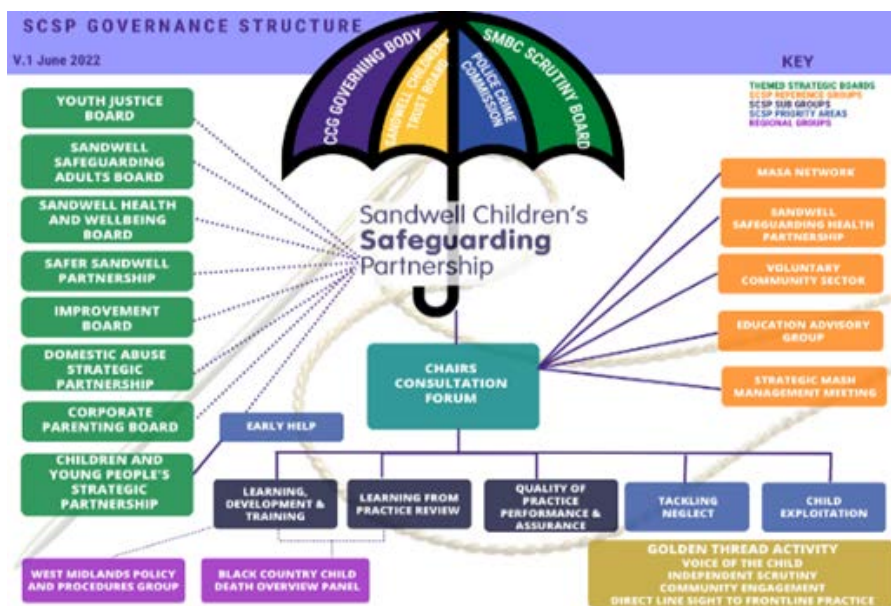 SCSP GOVERNANCE STRUCTURE
V.1 June 2022
CCG GOVERNING BODY
SANDWELL CHILDREN'S
TRUST BOARD
POLICE CRIME
COMMISSION
SMBC SCRUTINY BOARD
KEY
THEMED STRATEGIC BOARDS
SCSP REFERENCE GROUPS
SCSP SUB GROUPS
SCSP PRIORITY AREAS
REGIONAL GROUPS
YOUTH JUSTICE
BOARD
SANDWELL
SAFEGUARDING
ADULTS BOARD
SANDWELL HEALTH
AND WELLBEING
BOARD
SAFER SANDWELL
PARTNERSHIP
IMPROVEMENT
BOARD
DOMESTIC ABUSE
STRATEGIC
PARTNERSHIP
CORPORATE
PARENTING BOARD
CHILDREN AND
YOUNG PEOPLE'S
STRATEGIC
PARTNERSHIP
Sandwell Children's
Safeguarding
Partnership
MASA NETWORK
SANDWELL
SAFEGUARDING HEALTH
PARTNERSHIP
VOLUNTARY
COMMUNITY SECTOR
EDUCATION ADVISORY
GROUP
STRATEGIC MASH
MANAGEMENT MEETING
CHAIRS
CONSULTATION
FORUM
EARLY HELP
LEARNING,
DEVELOPMENT &
TRAINING
LEARNING FROM
PRACTICE REVIEW
QUALITY OF
PRACTICE
PERFORMANCE &
ASSURANCE
TACKLING
NEGLECT
CHILD
EXPLOITATION
WEST MIDLANDS POLICY
AND PROCEDURES GROUP
BLACK COUNTRY CHILD
DEATH OVERVIEW PANEL
GOLDEN THREAD ACTIVITY
VOICE OF THE CHILD
INDEPENDENT SCRUTINY
COMMUNITY ENGAGEMENT
DIRECT LINE SIGHT TO FRONTLINE PRACTICE